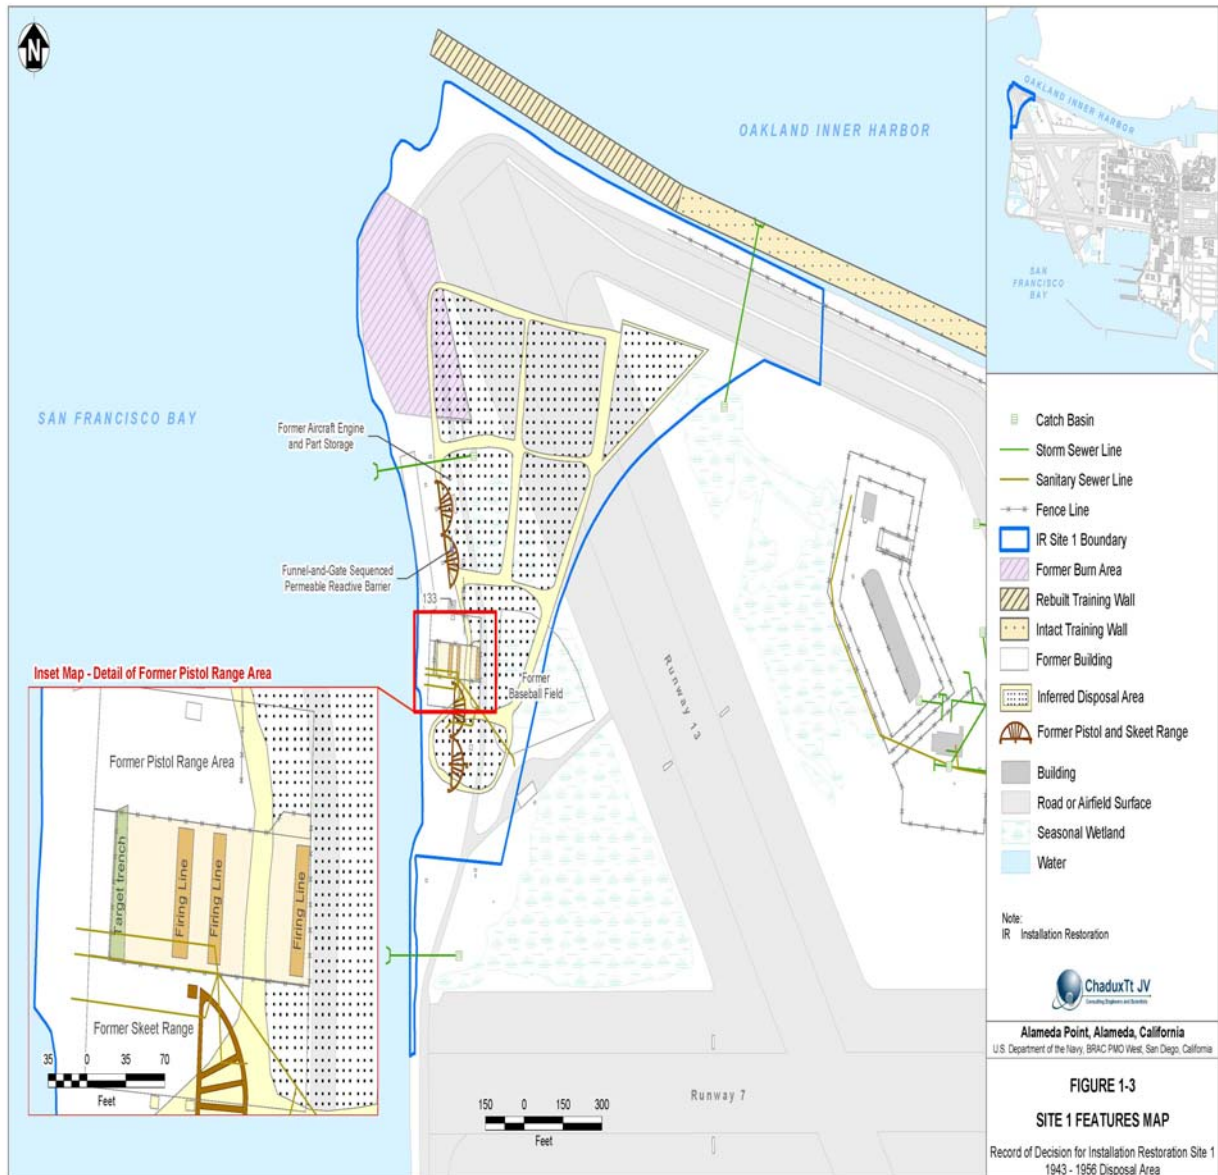 N
OAKLAND INNER HARBOR
SAN FRANCISCO BAY
Former Aircraft Engine
and Part Storage
Funnel-and-Gate Sequenced
Permeable Reactive Barrier
133
Former
Baseball Field
Runway 13
Runway 7
150 0 150 300
Feet
Inset Map - Detail of Former Pistol Range Area
Former Pistol Range Area
Target trench
Firing Line
Firing Line
Firing Line
Former Skeet Range
35 0 35 70
Feet
OAKLAND INNER HARBOR
SAN
FRANCISCO
BAY
Catch Basin
Storm Sewer Line
Sanitary Sewer Line
Fence Line
IR Site 1 Boundary
Former Burn Area
Rebuilt Training Wall
Intact Training Wall
Former Building
Inferred Disposal Area
Former Pistol and Skeet Range
Building
Road or Airfield Surface
Seasonal Wetland
Water
Note:
IR Installation Restoration
ChaduxTt JV
Consulting Engineers and Scientists
Alameda Point, Alameda, California
U.S. Department of the Navy, BRAC PMO West, San Diego, California
FIGURE 1-3
SITE 1 FEATURES MAP
Record of Decision for Installation Restoration Site 1
1943 - 1956 Disposal Area